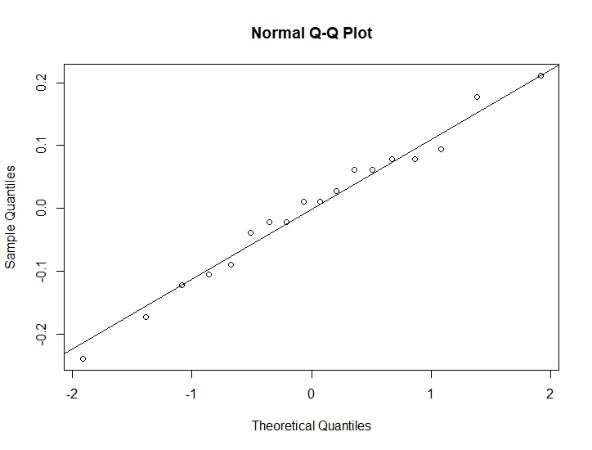 Normal Q-Q Plot
Sample Quantiles
0.2
0.1
0.0
-0.1
-0.2
-2 -1 0 1 2
Theoretical Quantiles